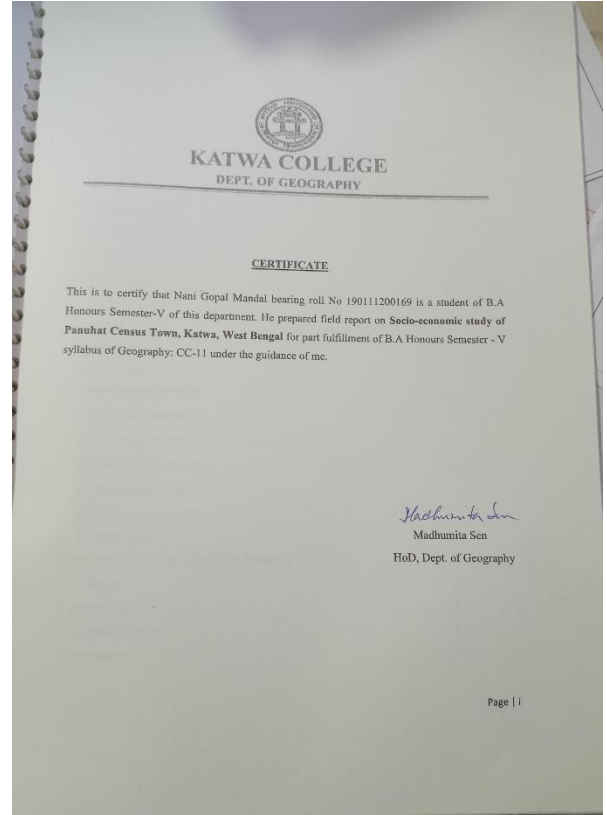 KATWA COLLEGE
DEPT. OF GEOGRAPHY
CERTIFICATE
This is to certify that Nani Gopal Mandal bearing roll No 190111200169 is a student of B.A
Honours Semester-V of this department. He prepared field report on Socio-economic study of
Panuhat Census Town, Katwa, West Bengal for part fulfillment of B.A Honours Semester - V
syllabus of Geography: CC-11 under the guidance of me.
Madhumita Sen
Madhumita Sen
HoD, Dept. of Geography
Page | i